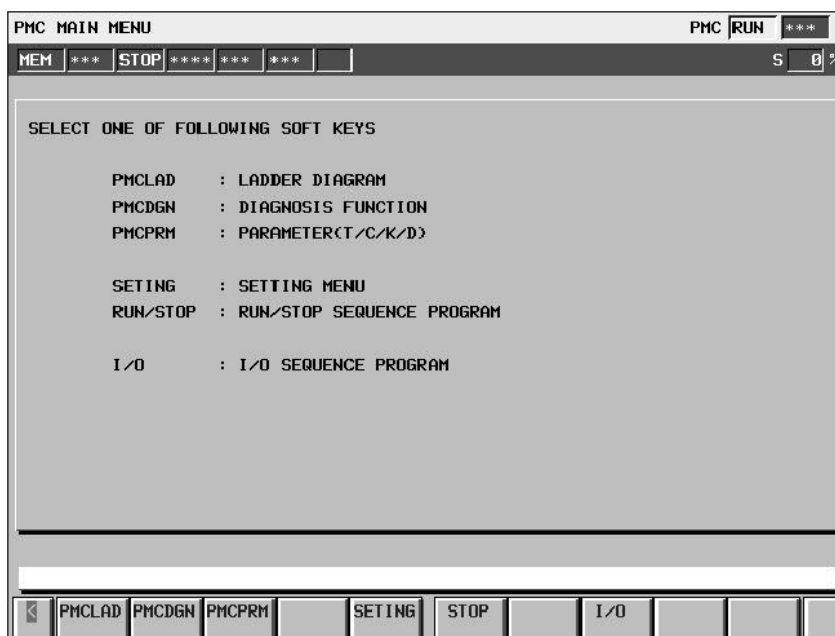 PMC MAIN MENU PMC RUN ***
MEM *** STOP **** *** *** S 0 %
SELECT ONE OF FOLLOWING SOFT KEYS
PMCLAD : LADDER DIAGRAM
PMCDGN : DIAGNOSIS FUNCTION
PMCPRM : PARAMETER(T/C/K/D)
SETING : SETTING MENU
RUN/STOP : RUN/STOP SEQUENCE PROGRAM
I/O : I/O SEQUENCE PROGRAM
< PMCLAD PMCDGN PMCPRM SETING STOP I/O